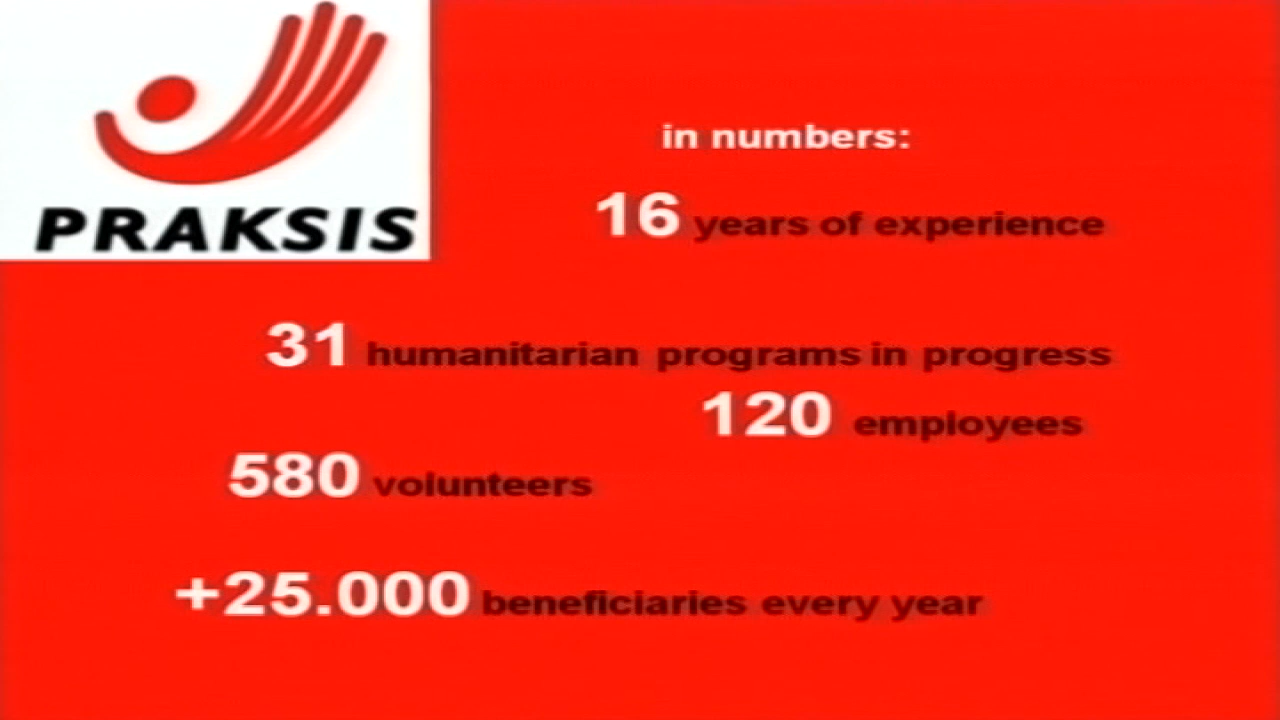 PRAKSIS
in numbers:
16 years of experience
31 humanitarian programs in progress
120 employees
580 volunteers
+25.000 beneficiaries every year